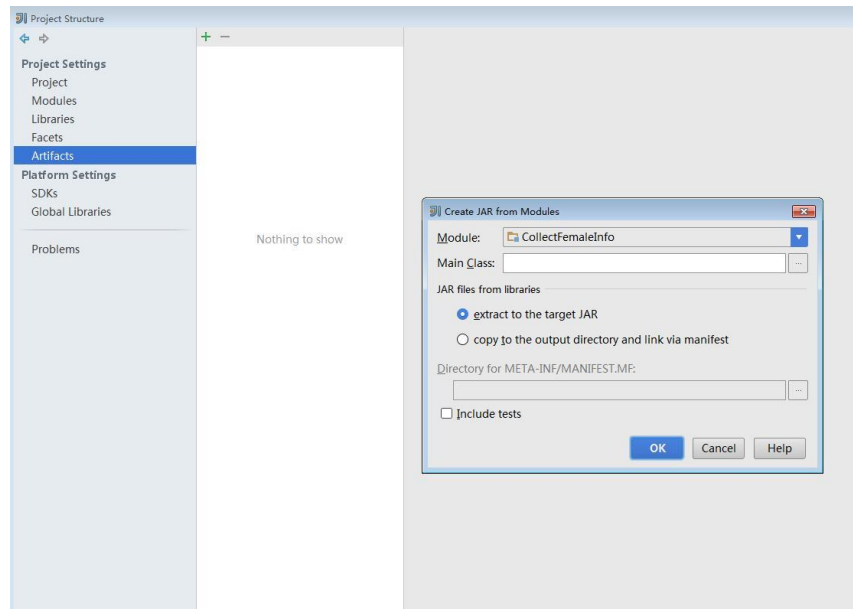 Project Structure
Project Settings
Project
Modules
Libraries
Facets
Artifacts
Platform Settings
SDKs
Global Libraries
Problems
Nothing to show
Create JAR from Modules
Module: CollectFemaleInfo
Main Class:
JAR files from libraries
extract to the target JAR
copy to the output directory and link via manifest
Directory for META-INF/MANIFEST.MF:
Include tests
OK Cancel Help